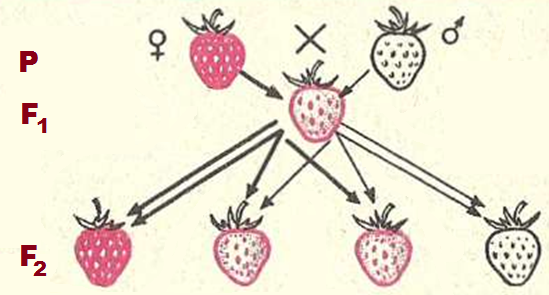 ♀ × ♂
P
F₁
F₂